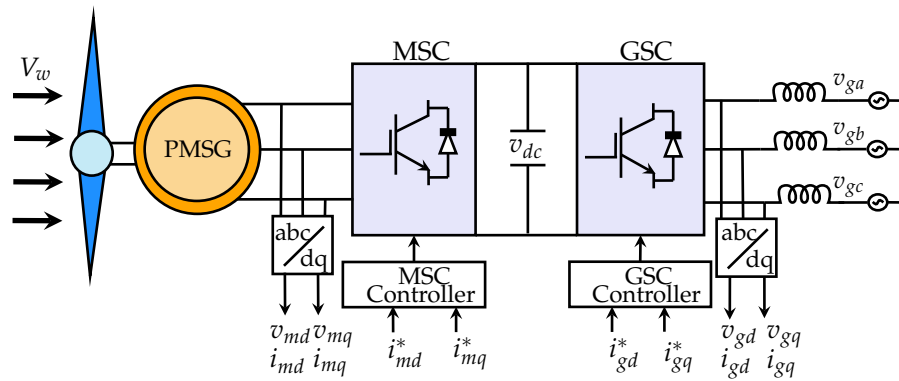 MSC
GSC
V_w
v_ga
PMSG
v_dc
v_gb
v_gc
abc
dq
abc
dq
MSC
Controller
GSC
Controller
v_md v_mq
i_md i_mq
i*_md
i*_mq
i*_gd
i*_gq
v_gd v_gq
i_gd i_gq